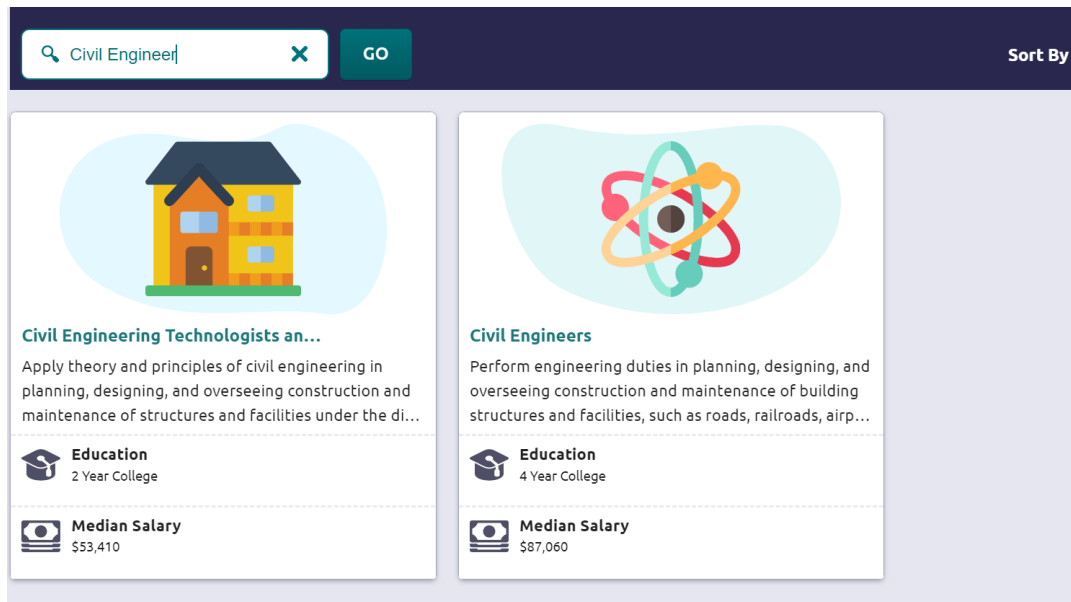 Civil Engineer
GO
Sort By
Civil Engineering Technologists an...
Apply theory and principles of civil engineering in
planning, designing, and overseeing construction and
maintenance of structures and facilities under the di...
Education
2 Year College
Median Salary
$53,410
Civil Engineers
Perform engineering duties in planning, designing, and
overseeing construction and maintenance of building
structures and facilities, such as roads, railroads, airp...
Education
4 Year College
Median Salary
$87,060